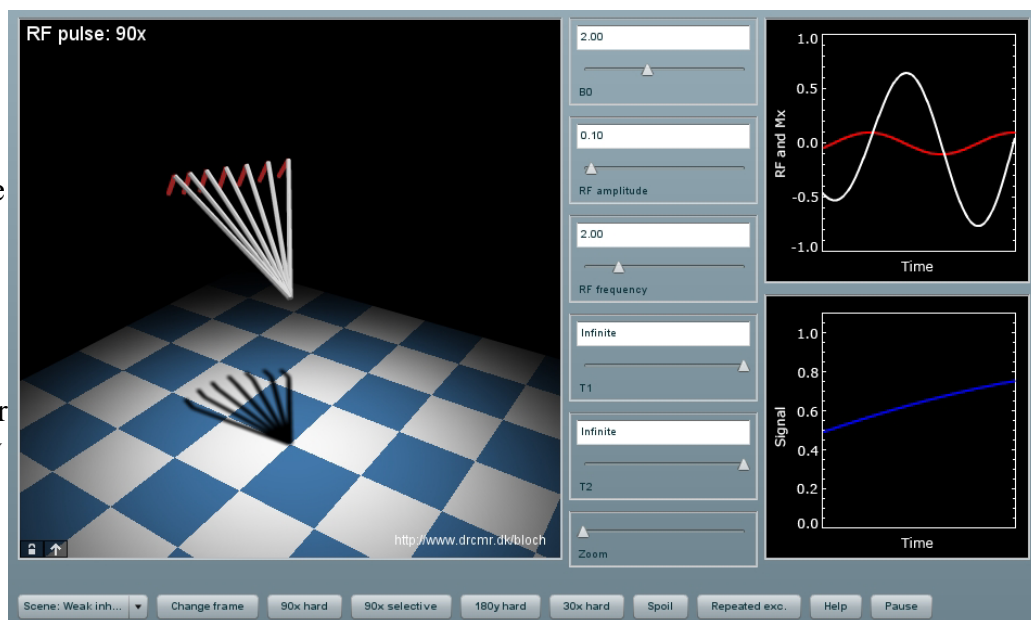 RF pulse: 90x
e
r
http://www.drcmr.dk/bloch
2.00
B0
0.10
RF amplitude
2.00
RF frequency
Infinite
T1
Infinite
T2
Zoom
1.0
0.5
0.0
-0.5
-1.0
RF and Mx
Time
1.0
0.8
0.6
0.4
0.2
0.0
Signal
Time
Scene: Weak inh... Change frame 90x hard 90x selective 180y hard 30x hard Spoil Repeated exc. Help Pause